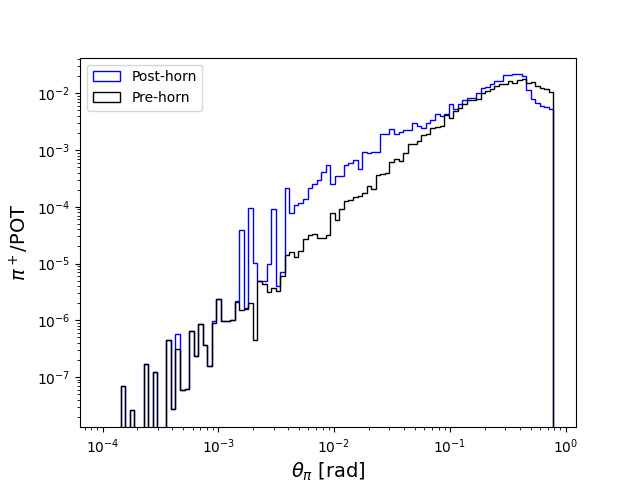 Post-horn
Pre-horn
π⁺/POT
10⁻²
10⁻³
10⁻⁴
10⁻⁵
10⁻⁶
10⁻⁷
10⁻⁴
10⁻³
10⁻²
10⁻¹
10⁰
θπ [rad]